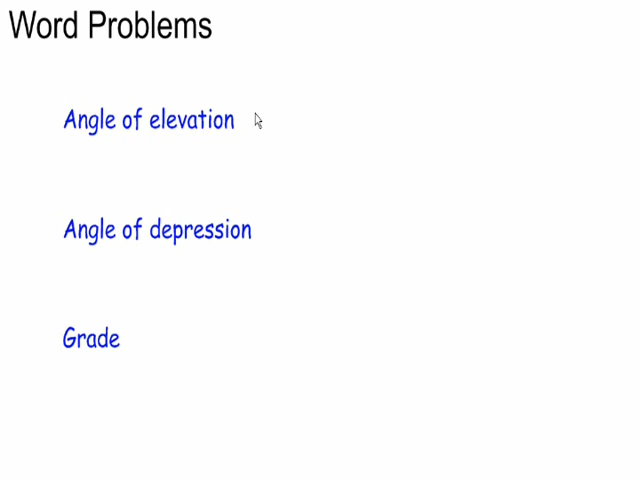 Word Problems
Angle of elevation
Angle of depression
Grade